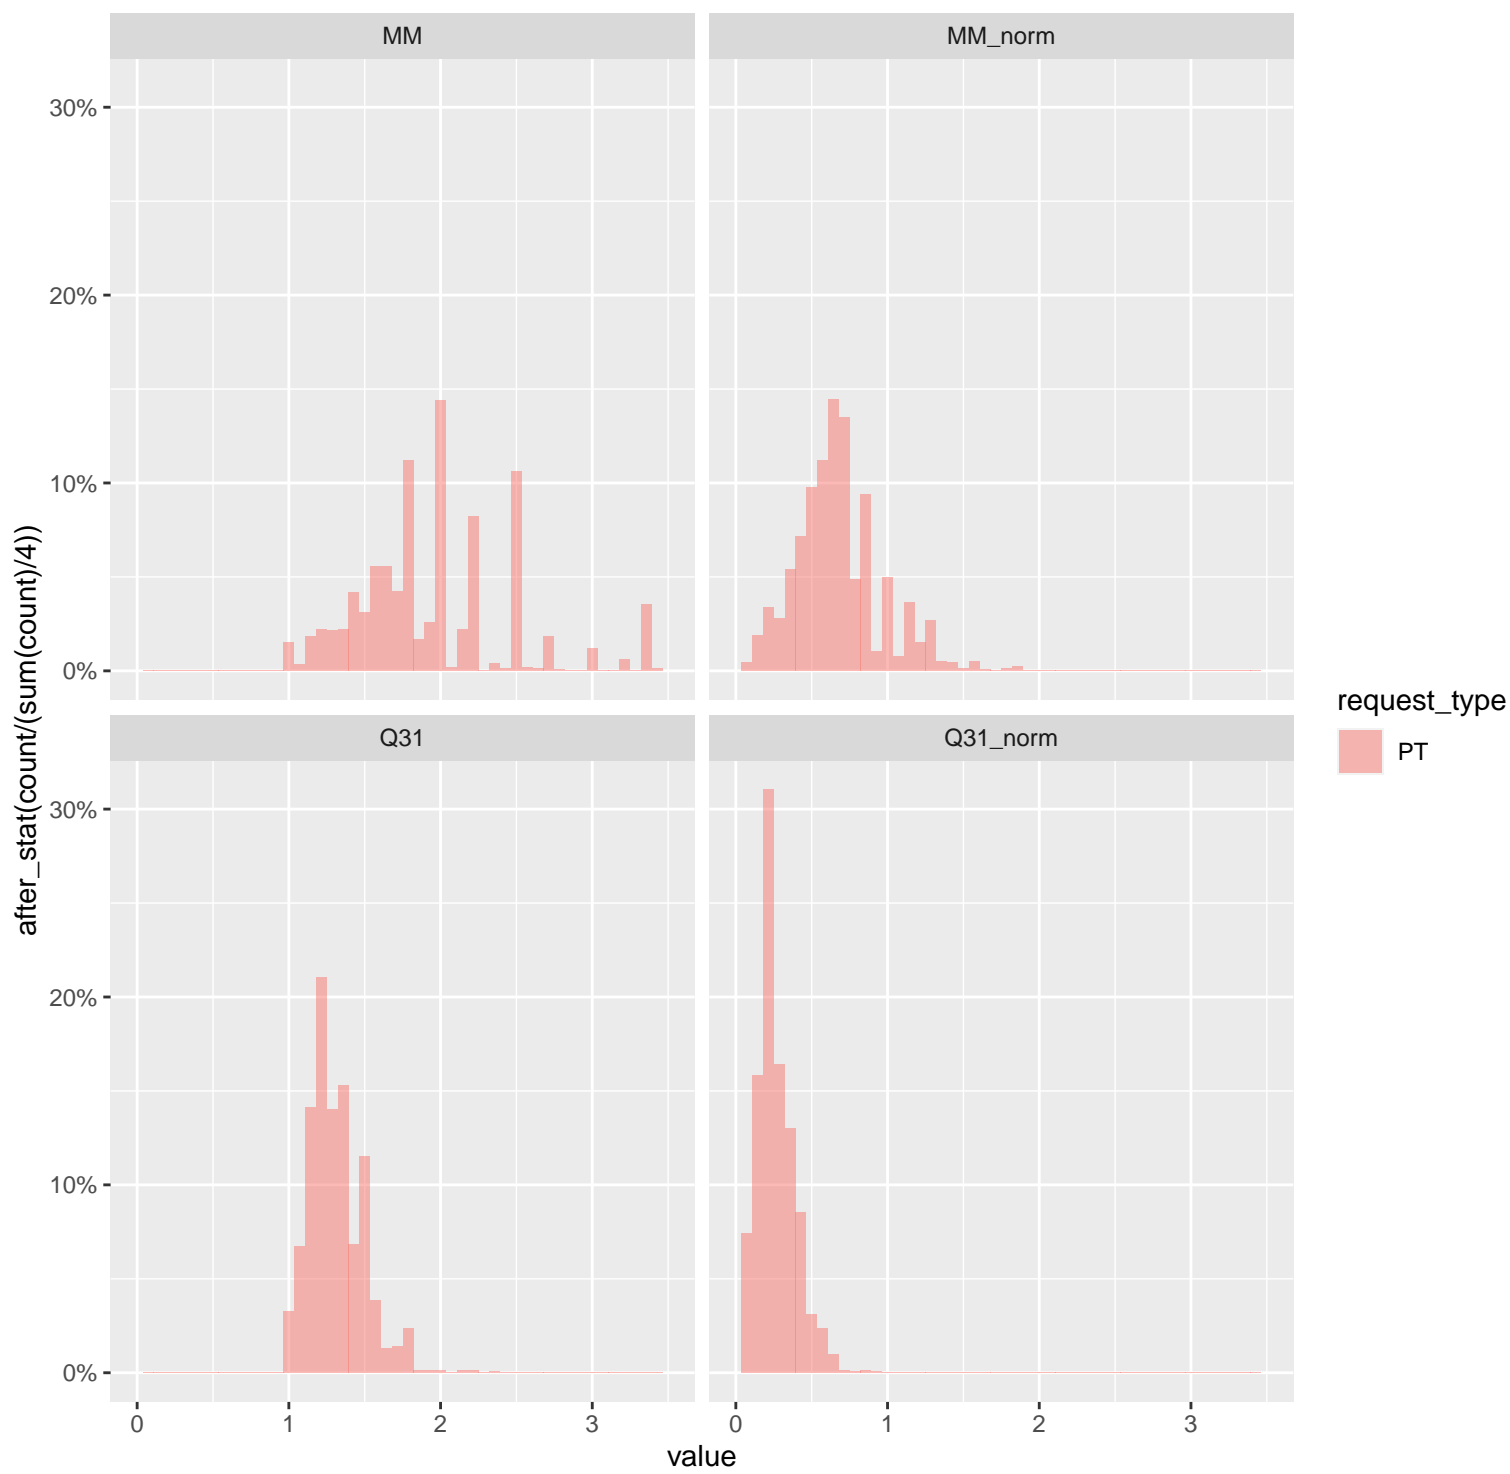 MM
MM_norm
30%
20%
10%
0%
Q31
Q31_norm
30%
20%
10%
0%
0 1 2 3
0 1 2 3
value
after_stat(count/(sum(count)/4))
request_type
PT